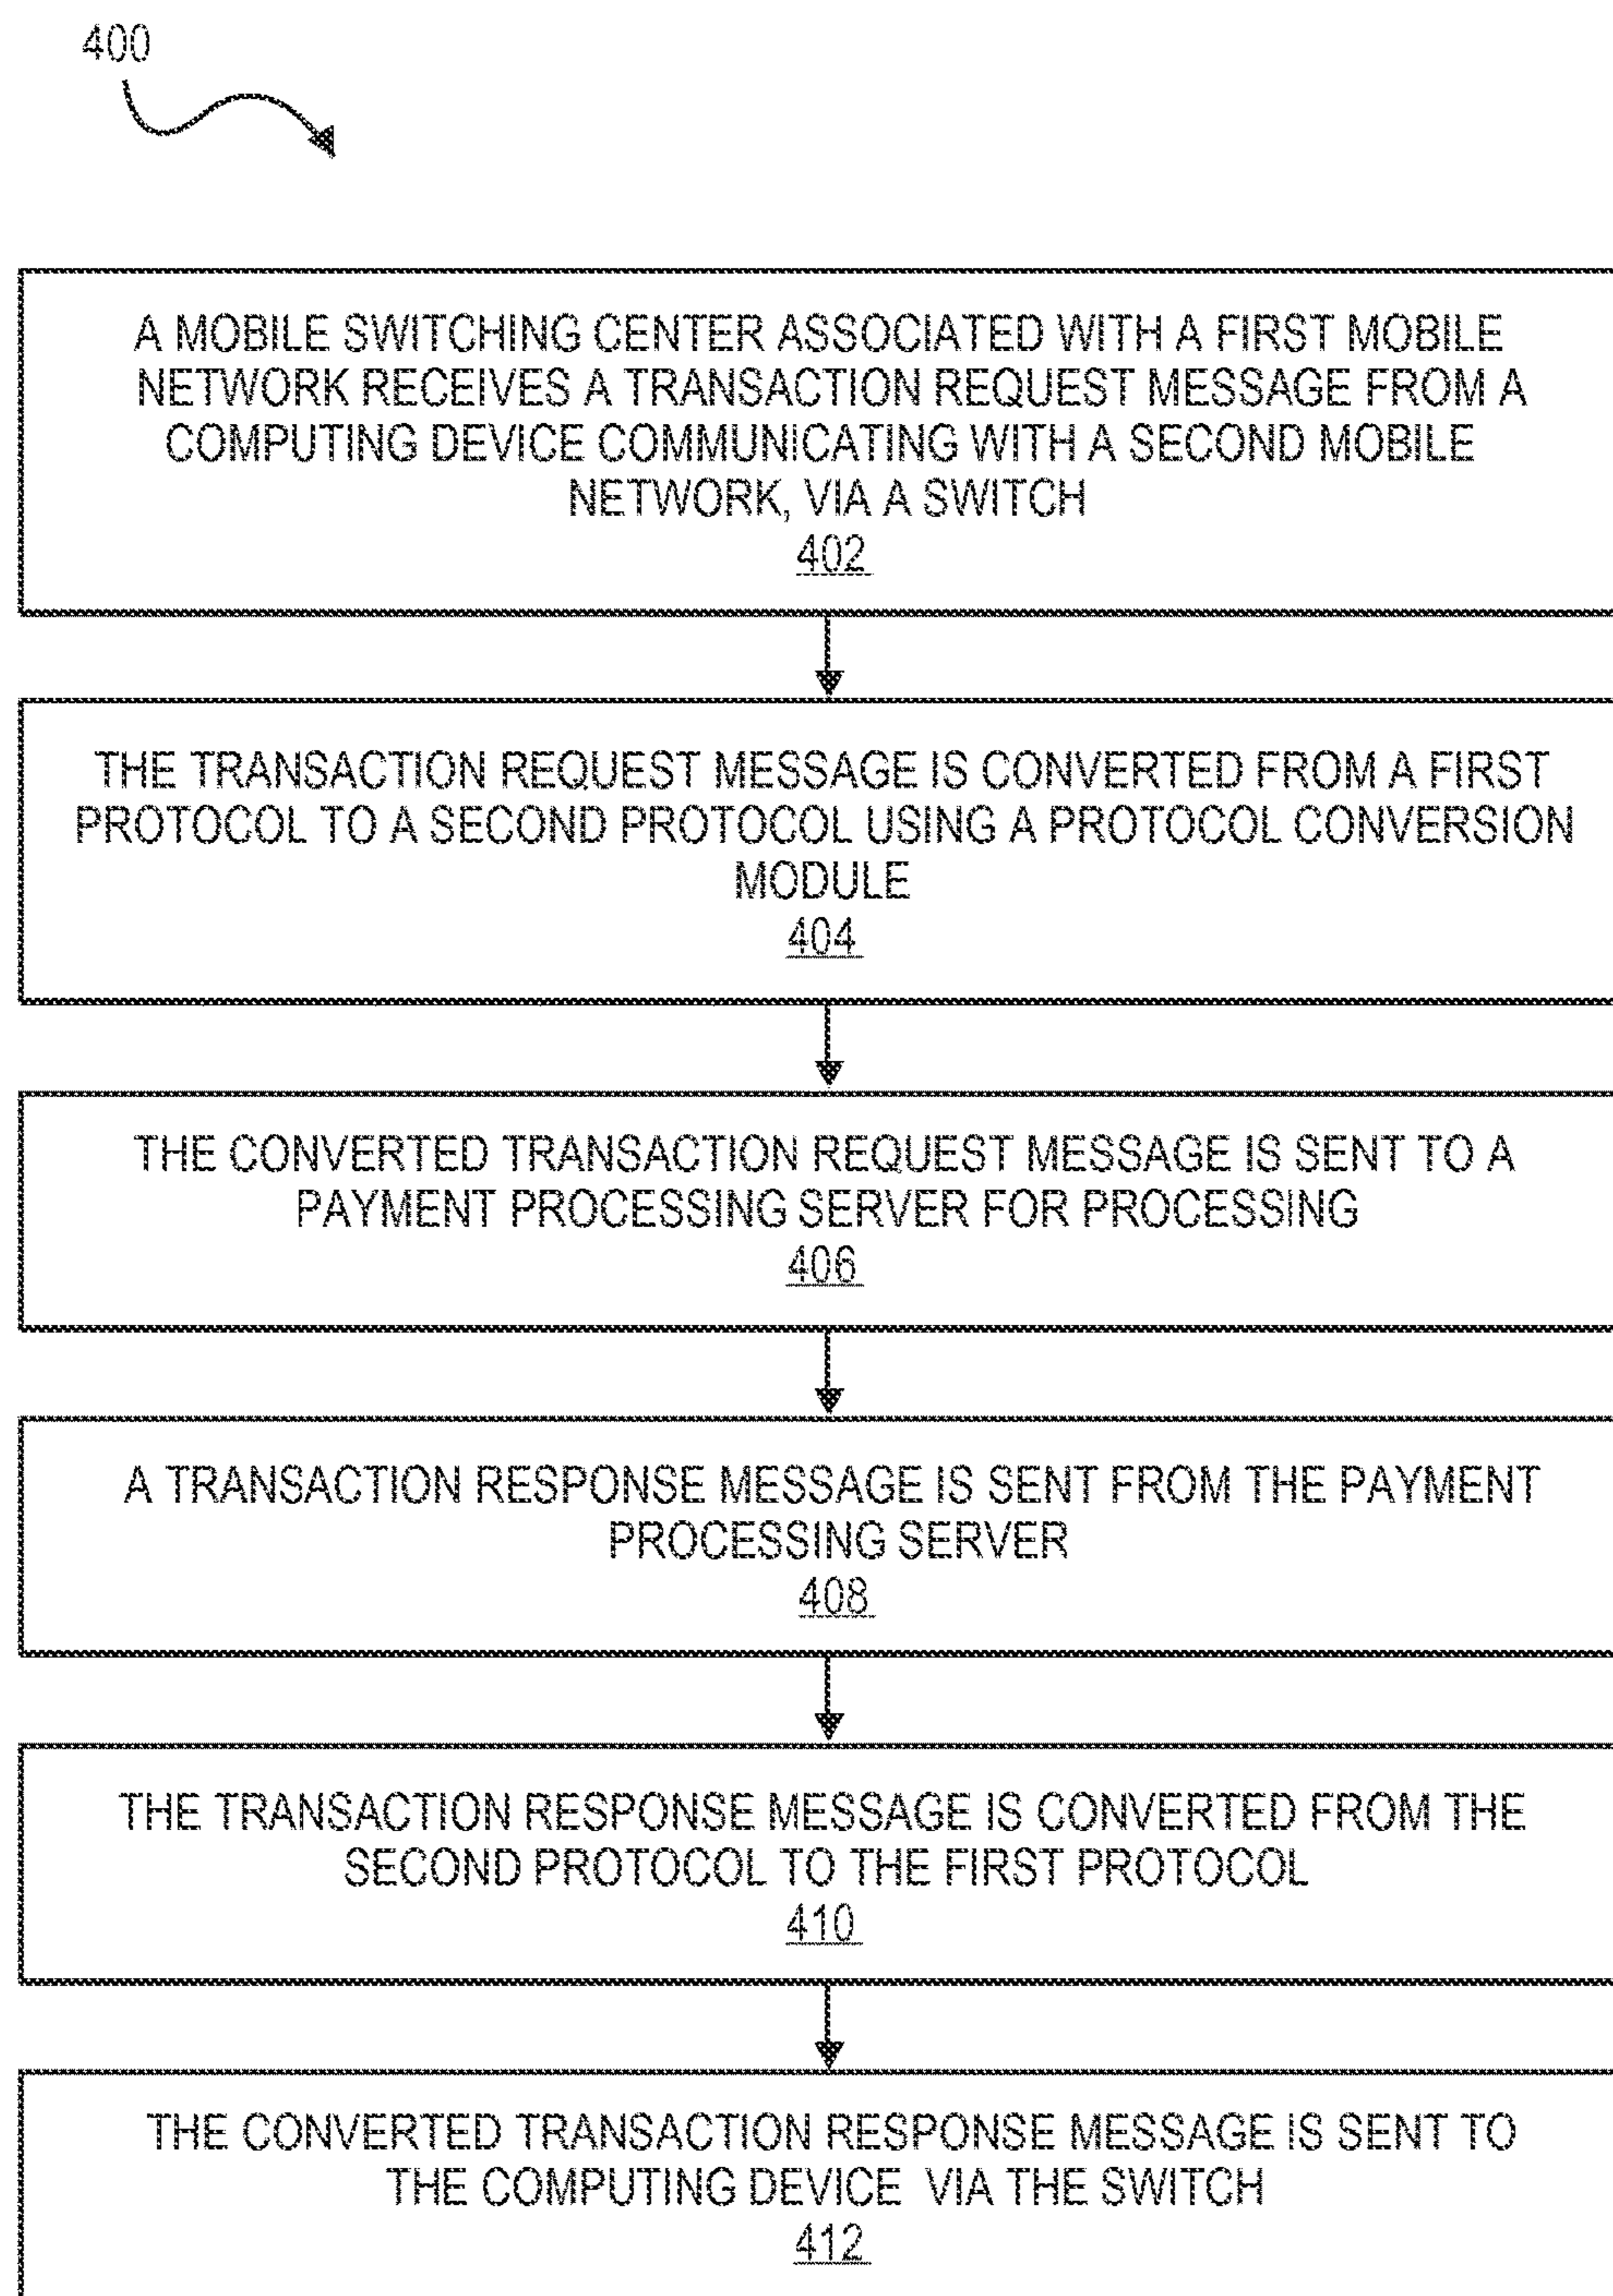 400
A MOBILE SWITCHING CENTER ASSOCIATED WITH A FIRST MOBILE
NETWORK RECEIVES A TRANSACTION REQUEST MESSAGE FROM A
COMPUTING DEVICE COMMUNICATING WITH A SECOND MOBILE
NETWORK, VIA A SWITCH
402
THE TRANSACTION REQUEST MESSAGE IS CONVERTED FROM A FIRST
PROTOCOL TO A SECOND PROTOCOL USING A PROTOCOL CONVERSION
MODULE
404
THE CONVERTED TRANSACTION REQUEST MESSAGE IS SENT TO A
PAYMENT PROCESSING SERVER FOR PROCESSING
406
A TRANSACTION RESPONSE MESSAGE IS SENT FROM THE PAYMENT
PROCESSING SERVER
408
THE TRANSACTION RESPONSE MESSAGE IS CONVERTED FROM THE
SECOND PROTOCOL TO THE FIRST PROTOCOL
410
THE CONVERTED TRANSACTION RESPONSE MESSAGE IS SENT TO
THE COMPUTING DEVICE VIA THE SWITCH
412